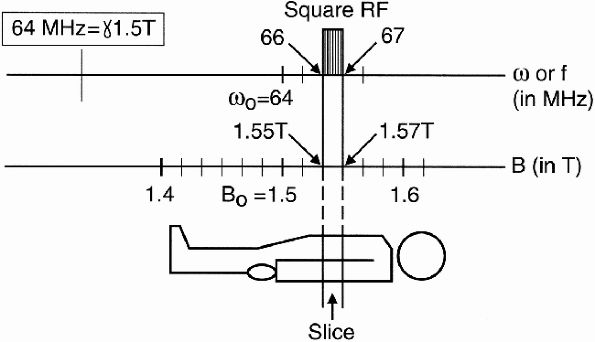 Square RF
64 MHz=ɣ1.5T
66 67
ω or f
(in MHz)
ωo=64
1.55T 1.57T
B (in T)
1.4 Bo =1.5 1.6
Slice